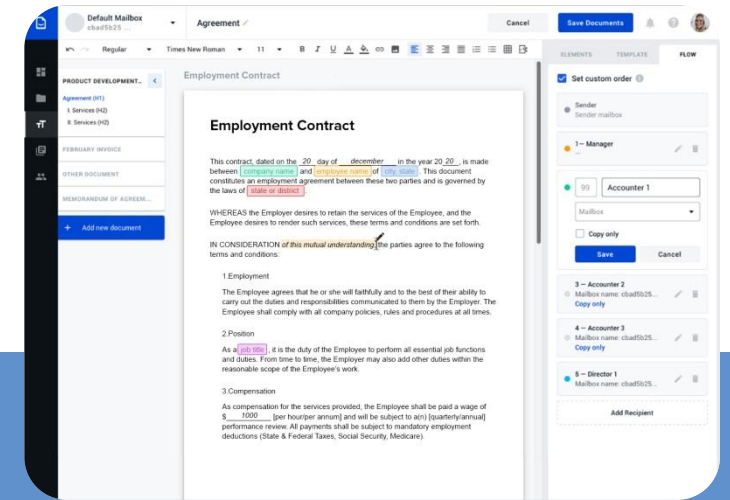 Default Mailbox
cbad5b25 ...
Agreement
Cancel
Save Documents
Regular
Times New Roman
11
B I U A
ELEMENTS
TEMPLATE
FLOW
PRODUCT DEVELOPMENT..
Agreement (H1)
I. Services (H2)
II. Services (H2)
FEBRUARY INVOICE
OTHER DOCUMENT
MEMORANDUM OF AGREEM...
+ Add new document
Employment Contract
Employment Contract
This contract, dated on the 20 day of december in the year 20 20 , is made
between company name and employee name of city, state . This document
constitutes an employment agreement between these two parties and is governed by
the laws of state or district .
WHEREAS the Employer desires to retain the services of the Employee, and the
Employee desires to render such services, these terms and conditions are set forth.
IN CONSIDERATION of this mutual understanding, the parties agree to the following
terms and conditions:
1.Employment
The Employee agrees that he or she will faithfully and to the best of their ability to
carry out the duties and responsibilities communicated to them by the Employer. The
Employee shall comply with all company policies, rules and procedures at all times.
2.Position
As a job title , it is the duty of the Employee to perform all essential job functions
and duties. From time to time, the Employer may also add other duties within the
reasonable scope of the Employee's work.
3.Compensation
As compensation for the services provided, the Employee shall be paid a wage of
$ 1000 [per hour/per annum] and will be subject to a(n) [quarterly/annual]
performance review. All payments shall be subject to mandatory employment
deductions (State & Federal Taxes, Social Security, Medicare).
Set custom order
Sender
Sender mailbox
1— Manager
...
99
Accounter 1
Mailbox
Copy only
Save
Cancel
3 — Accounter 2
Mailbox name: cbad5b25...
Copy only
4 — Accounter 3
Mailbox name: cbad5b25...
Copy only
5 — Director 1
Mailbox name: cbad5b25...
Add Recipient